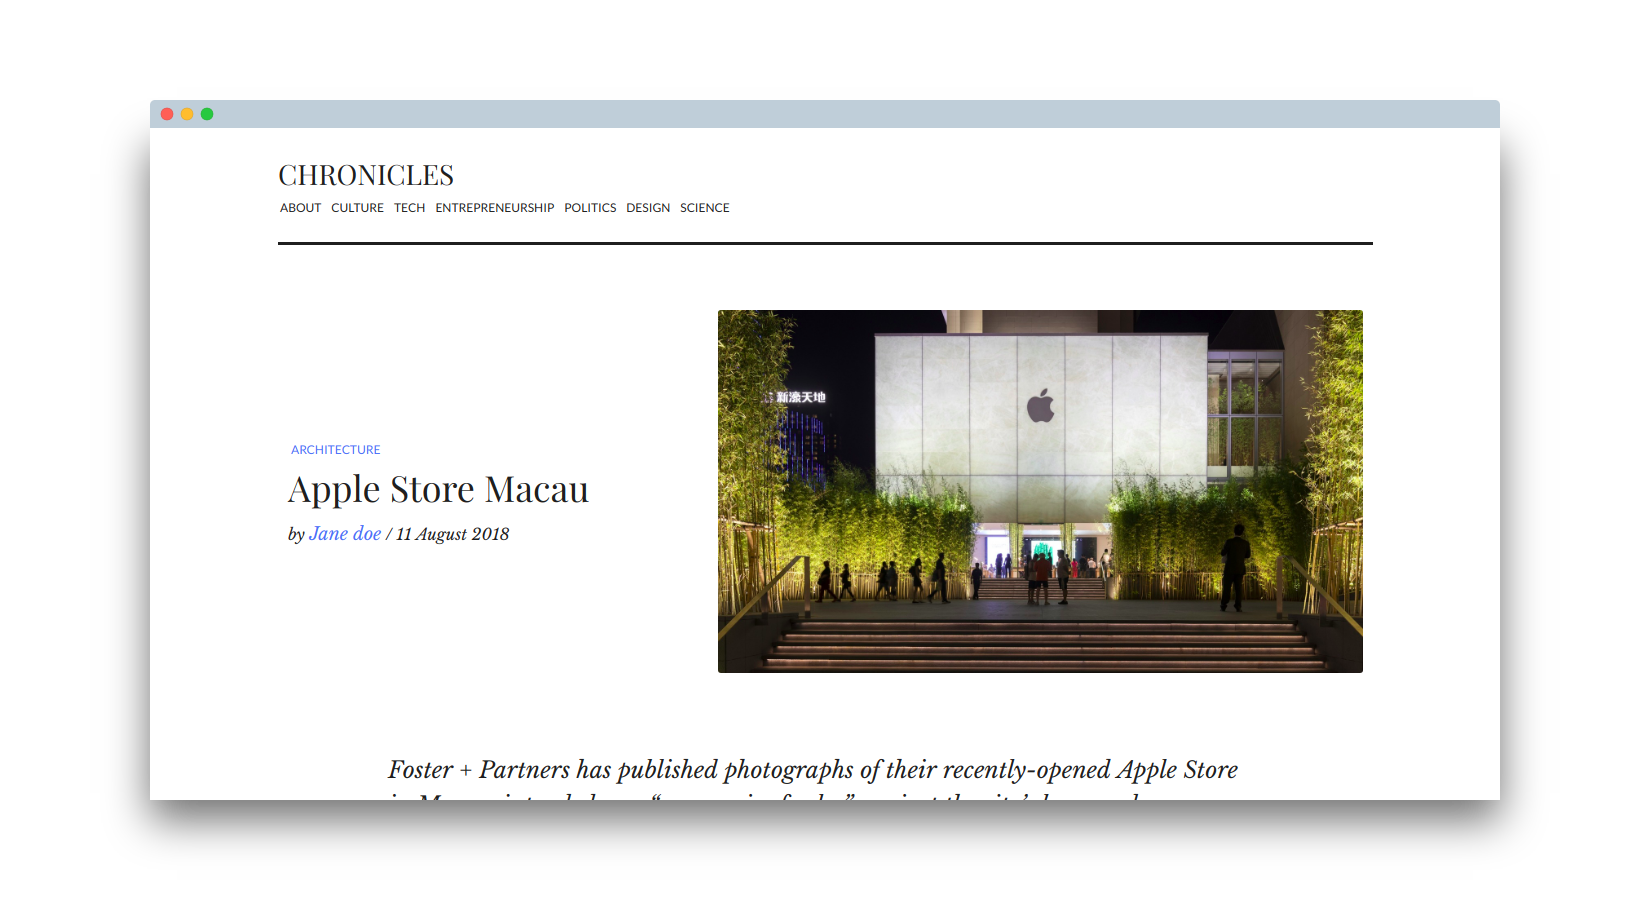 CHRONICLES
ABOUT CULTURE TECH ENTREPRENEURSHIP POLITICS DESIGN SCIENCE
新濠天地
ARCHITECTURE
Apple Store Macau
by Jane doe / 11 August 2018
Foster + Partners has published photographs of their recently-opened Apple Store